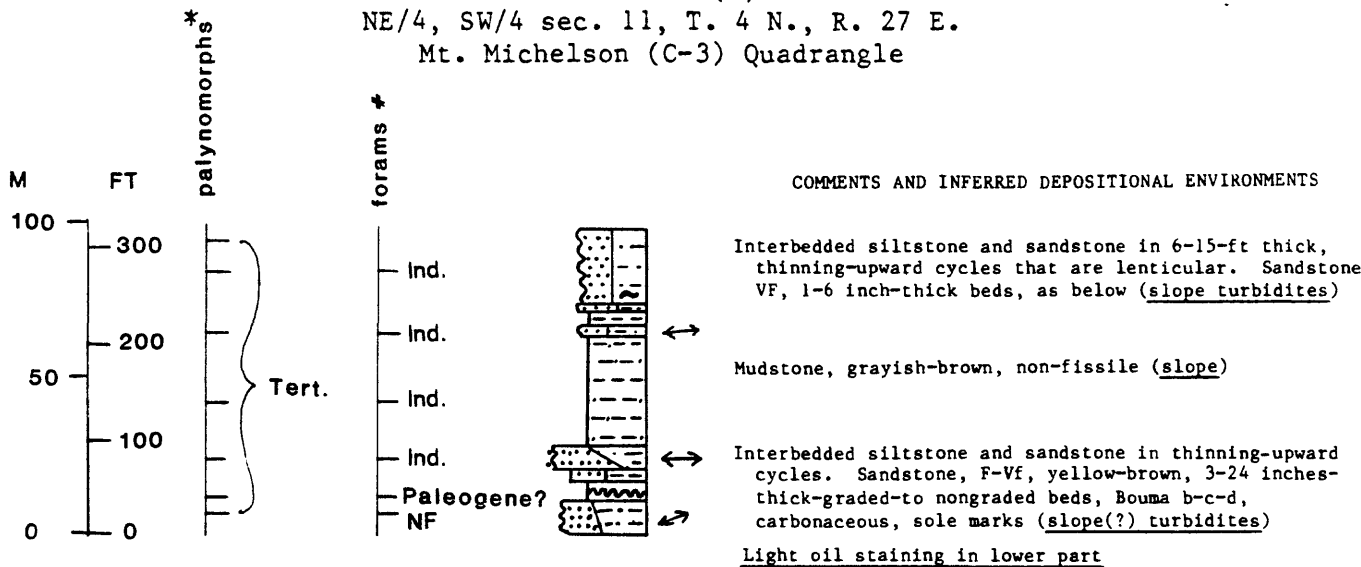 NE/4, SW/4 sec. 11, T. 4 N., R. 27 E.
Mt. Michelson (C-3) Quadrangle
*palynomorphs
forams
M FT
COMMENTS AND INFERRED DEPOSITIONAL ENVIRONMENTS
100
300
Ind.
Interbedded siltstone and sandstone in 6-15-ft thick,
thinning-upward cycles that are lenticular. Sandstone
VF, 1-6 inch-thick beds, as below (slope turbidites)
200
Ind.
50
Tert.
Mudstone, grayish-brown, non-fissile (slope)
Ind.
100
Ind.
Interbedded siltstone and sandstone in thinning-upward
cycles. Sandstone, F-Vf, yellow-brown, 3-24 inches-
thick-graded-to nongraded beds, Bouma b-c-d,
carbonaceous, sole marks (slope(?) turbidites)
Paleogene?
NF
0 0
Light oil staining in lower part